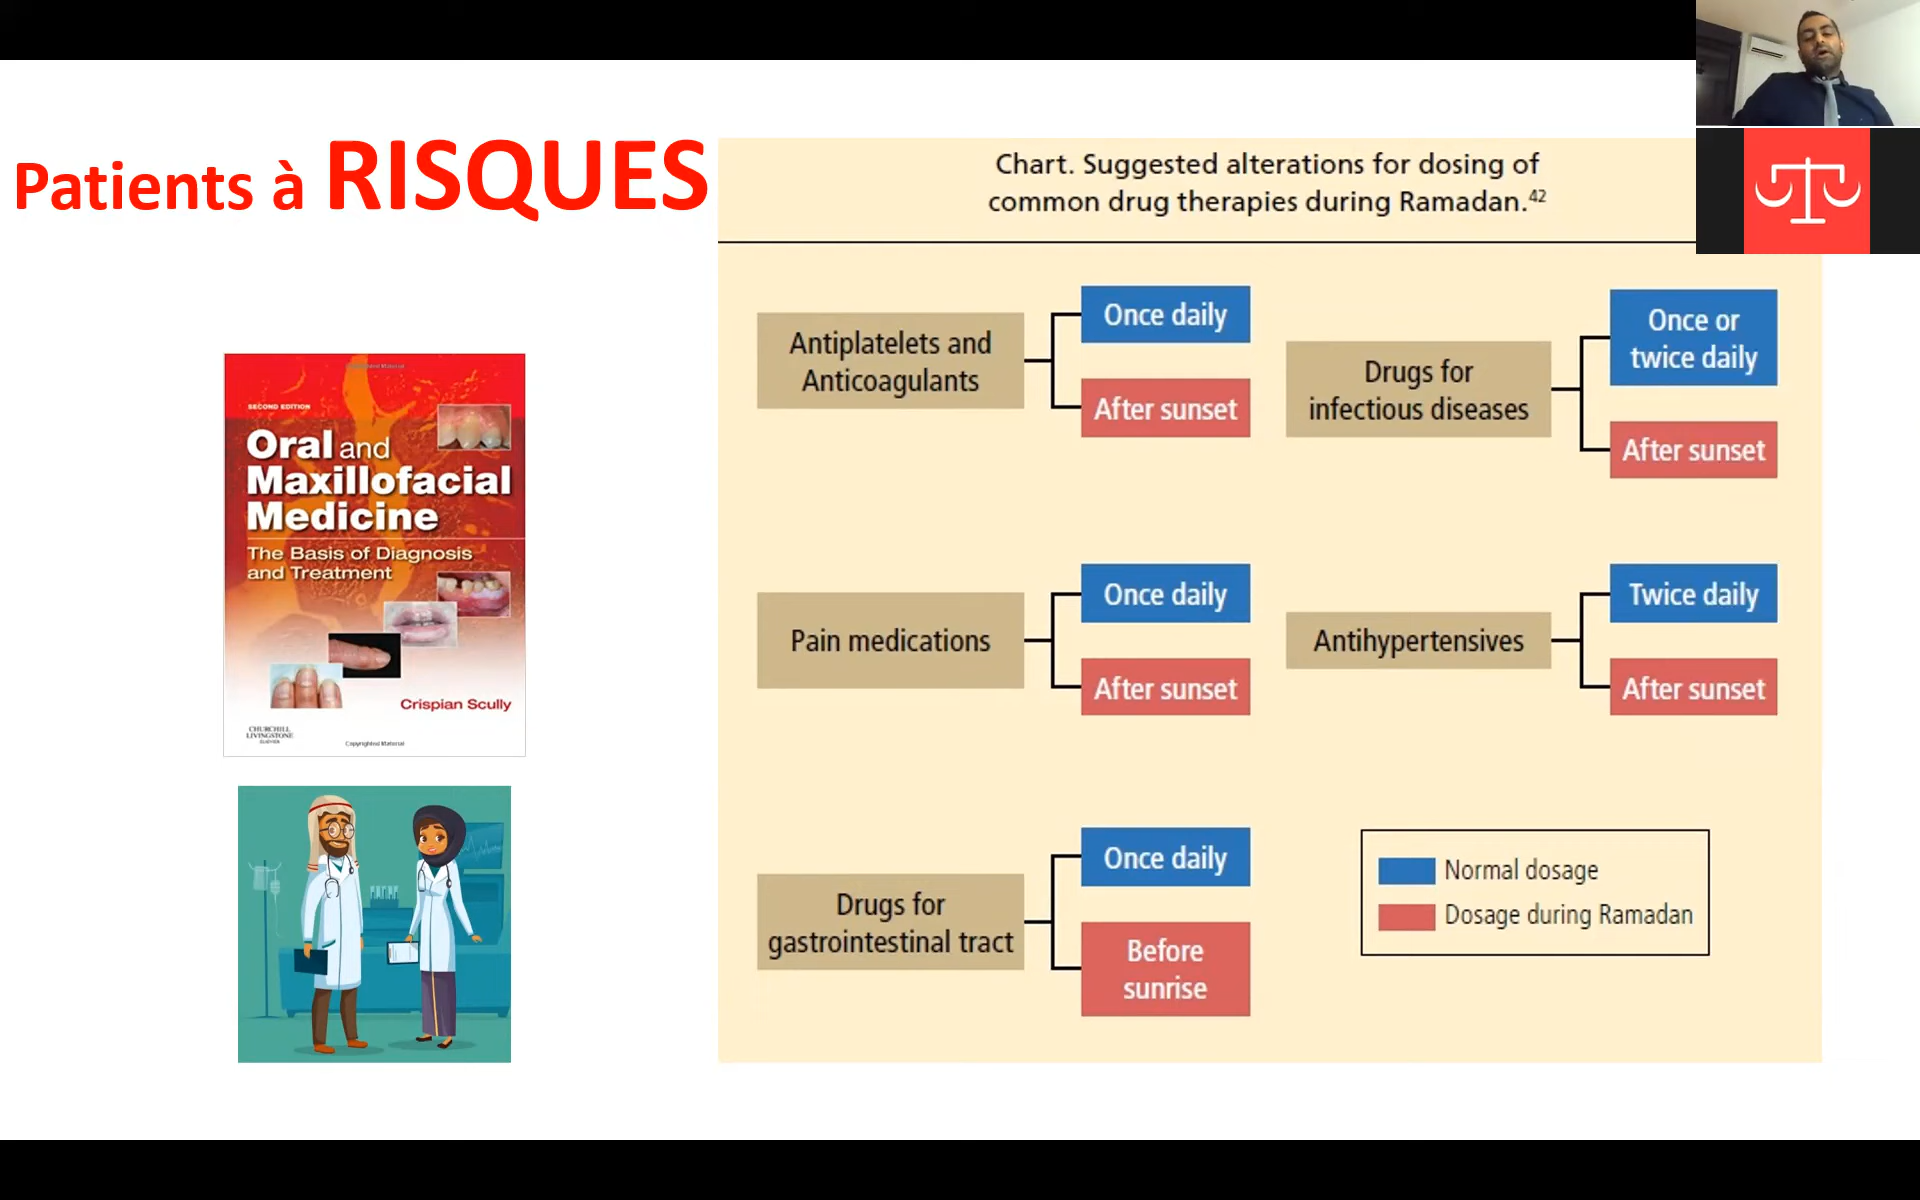 Patients à RISQUES
SECOND EDITION
Oral and
Maxillofacial
Medicine
The Basis of Diagnosis
and Treatment
Crispian Scully
CHURCHILL
LIVINGSTONE
ELSEVIER
Copyrighted Material
Chart. Suggested alterations for dosing of
common drug therapies during Ramadan.42
Antiplatelets and
Anticoagulants
Once daily
After sunset
Drugs for
infectious diseases
Once or
twice daily
After sunset
Pain medications
Once daily
After sunset
Antihypertensives
Twice daily
After sunset
Drugs for
gastrointestinal tract
Once daily
Before
sunrise
Normal dosage
Dosage during Ramadan